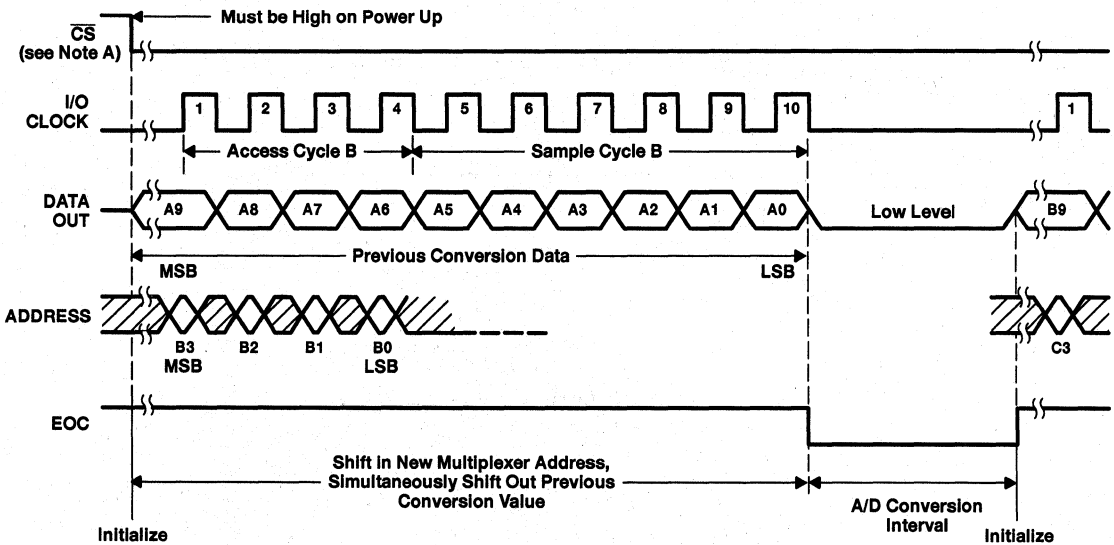 Must be High on Power Up
CS
(see Note A)
I/O
CLOCK
1 2 3 4 5 6 7 8 9 10 1
Access Cycle B
Sample Cycle B
DATA
OUT
A9 A8 A7 A6 A5 A4 A3 A2 A1 A0 Low Level B9
Previous Conversion Data
MSB LSB
ADDRESS
B3 B2 B1 B0 C3
MSB LSB
EOC
Shift in New Multiplexer Address,
Simultaneously Shift Out Previous
Conversion Value
A/D Conversion
Interval
Initialize Initialize